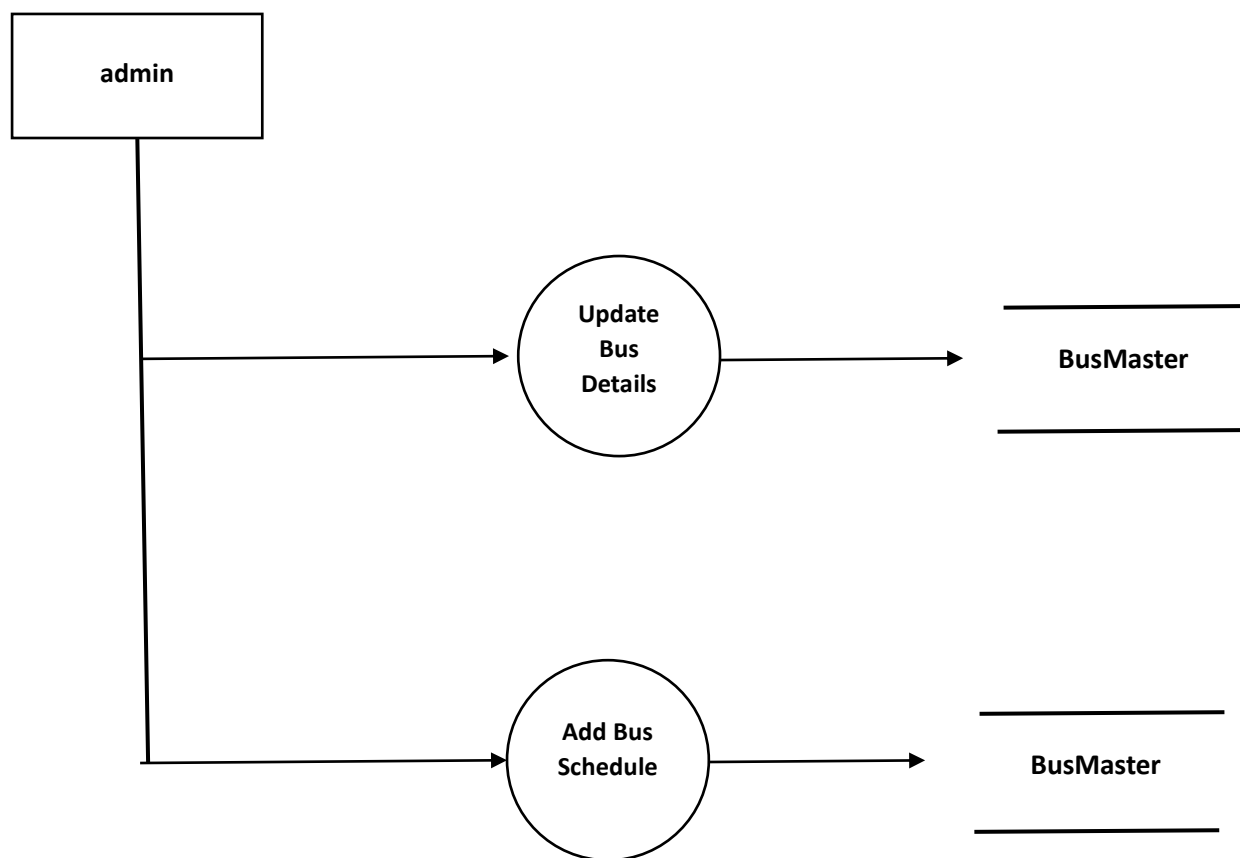 admin
Update
Bus
Details
BusMaster
Add Bus
Schedule
BusMaster